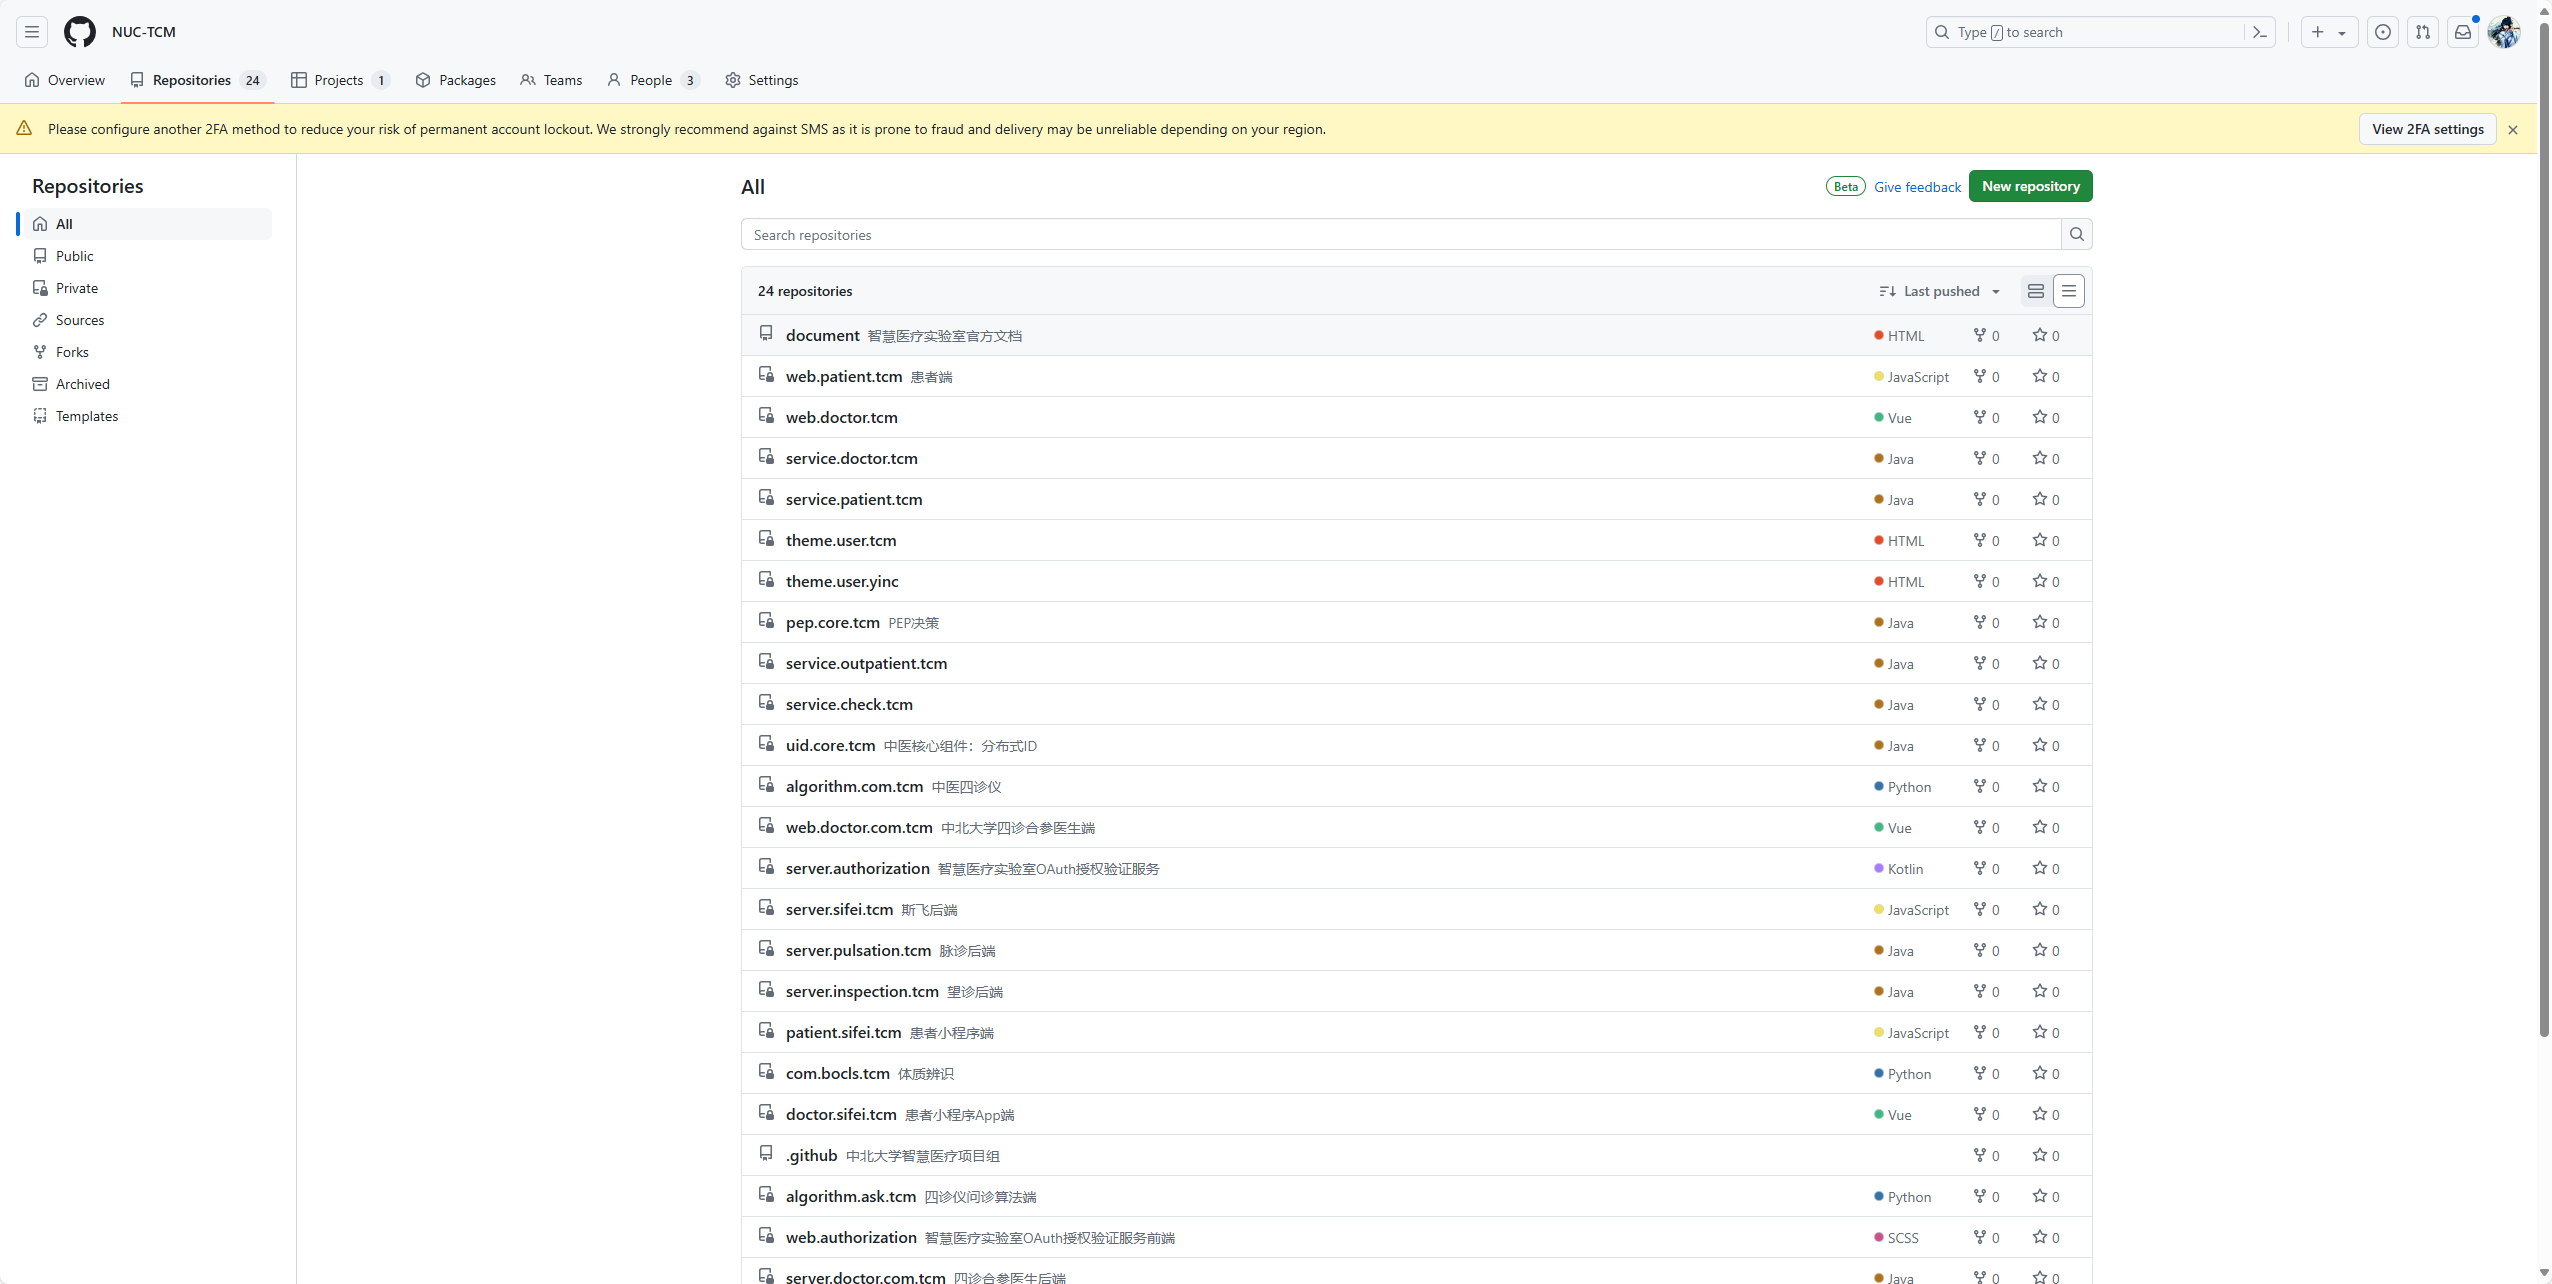 NUC-TCM
Type / to search
Overview
Repositories 24
Projects 1
Packages
Teams
People 3
Settings
Please configure another 2FA method to reduce your risk of permanent account lockout. We strongly recommend against SMS as it is prone to fraud and delivery may be unreliable depending on your region.
View 2FA settings
Repositories
All
Public
Private
Sources
Forks
Archived
Templates
All
Beta Give feedback New repository
Search repositories
24 repositories Last pushed
document 智慧医疗实验室官方文档 HTML 0 0
web.patient.tcm 患者端 JavaScript 0 0
web.doctor.tcm Vue 0 0
service.doctor.tcm Java 0 0
service.patient.tcm Java 0 0
theme.user.tcm HTML 0 0
theme.user.yinc HTML 0 0
pep.core.tcm PEP决策 Java 0 0
service.outpatient.tcm Java 0 0
service.check.tcm Java 0 0
uid.core.tcm 中医核心组件：分布式ID Java 0 0
algorithm.com.tcm 中医四诊仪 Python 0 0
web.doctor.com.tcm 中北大学四诊合参医生端 Vue 0 0
server.authorization 智慧医疗实验室OAuth授权验证服务 Kotlin 0 0
server.sifei.tcm 斯飞后端 JavaScript 0 0
server.pulsation.tcm 脉诊后端 Java 0 0
server.inspection.tcm 望诊后端 Java 0 0
patient.sifei.tcm 患者小程序端 JavaScript 0 0
com.bocls.tcm 体质辨识 Python 0 0
doctor.sifei.tcm 患者小程序App端 Vue 0 0
.github 中北大学智慧医疗项目组 0 0
algorithm.ask.tcm 四诊仪问诊算法端 Python 0 0
web.authorization 智慧医疗实验室OAuth授权验证服务前端 SCSS 0 0
server.doctor.com.tcm 四诊合参医生后端 Java 0 0